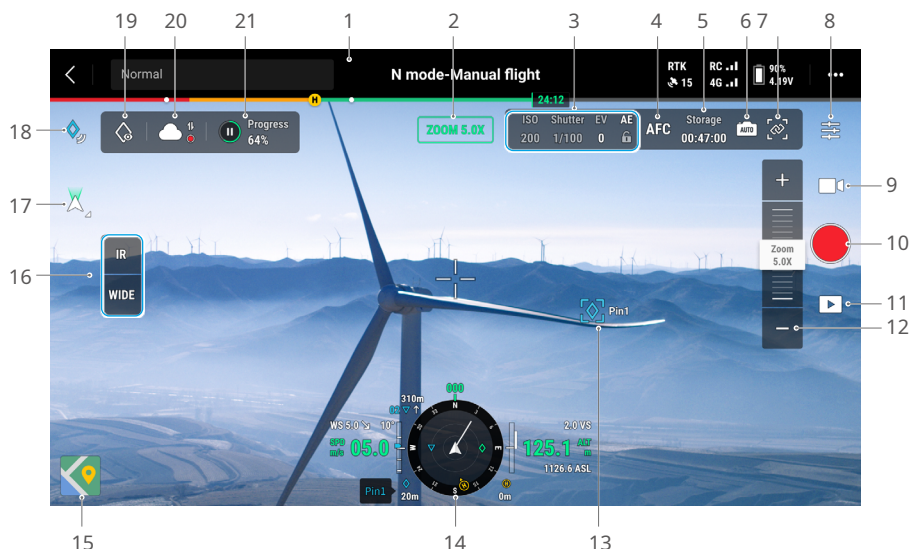 19 20 21 1 2 3 4 5 6 7 8
Normal
N mode-Manual flight
RTK
15
RC
4G
90%
4.19V
24:12
Progress
64%
ZOOM 5.0X
ISO Shutter EV AE
200 1/100 0
AFC
Storage
00:47:00
AUTO
18
17
16
IR
WIDE
Zoom
5.0X
9
10
11
12
Pin1
000
310m
WS 5.0 10°
SPD
m/s
05.0
N
E
S
W
2.0 VS
125.1
ALT
m
1126.6 ASL
Pin1
20m
H
0m
H
15 14 13